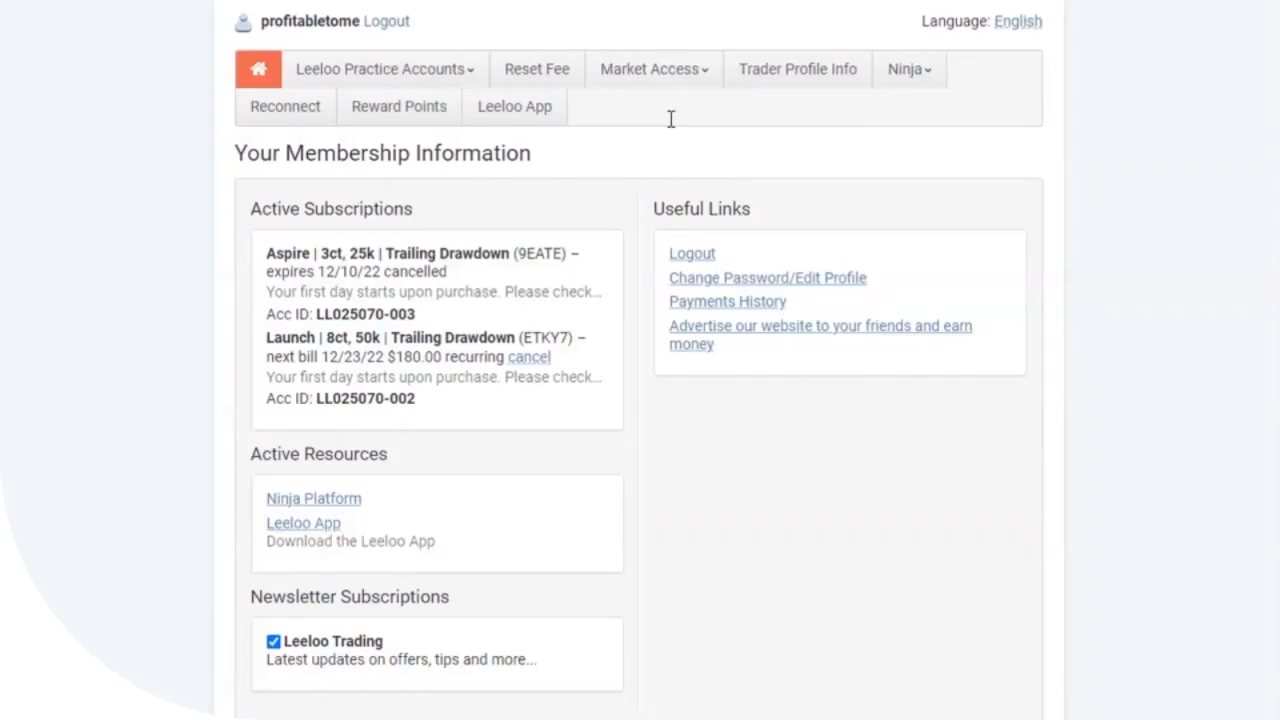 profitabletome Logout
Language: English
Leeloo Practice Accounts
Reset Fee
Market Access
Trader Profile Info
Ninja
Reconnect
Reward Points
Leeloo App
Your Membership Information
Active Subscriptions
Aspire | 3ct, 25k | Trailing Drawdown (9EATE) –
expires 12/10/22 cancelled
Your first day starts upon purchase. Please check...
Acc ID: LL025070-003
Launch | 8ct, 50k | Trailing Drawdown (ETKY7) –
next bill 12/23/22 $180.00 recurring cancel
Your first day starts upon purchase. Please check...
Acc ID: LL025070-002
Active Resources
Ninja Platform
Leeloo App
Download the Leeloo App
Newsletter Subscriptions
Leeloo Trading
Latest updates on offers, tips and more...
Useful Links
Logout
Change Password/Edit Profile
Payments History
Advertise our website to your friends and earn
money